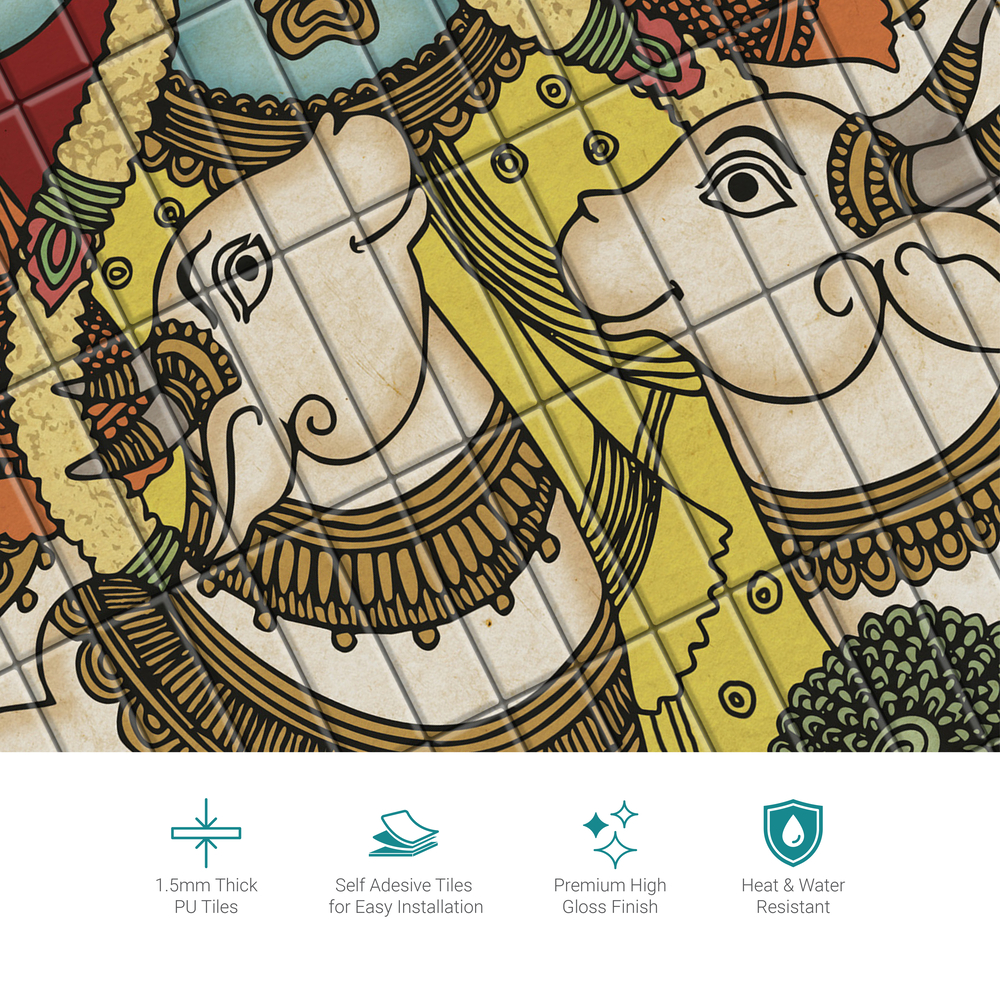 1.5mm Thick
PU Tiles
Self Adesive Tiles
for Easy Installation
Premium High
Gloss Finish
Heat & Water
Resistant